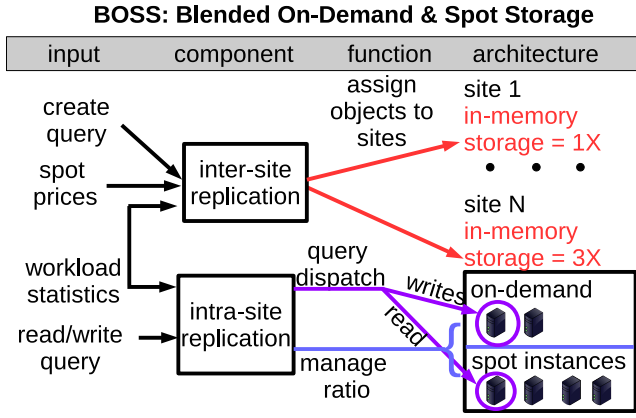 BOSS: Blended On-Demand & Spot Storage
input component function architecture
create
query
spot
prices
workload
statistics
read/write
query
inter-site
replication
intra-site
replication
assign
objects to
sites
query
dispatch
writes
read
manage
ratio
site 1
in-memory
storage = 1X
• • •
site N
in-memory
storage = 3X
on-demand
spot instances